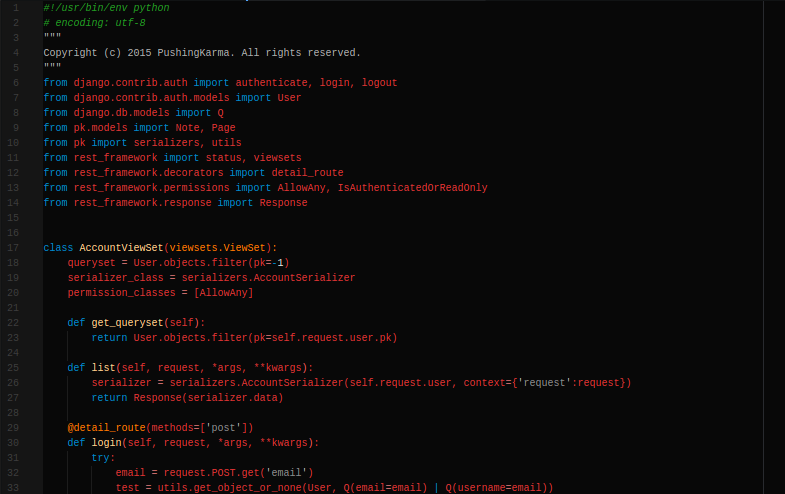 1 #!/usr/bin/env python
2 # encoding: utf-8
3 """
4 Copyright (c) 2015 PushingKarma. All rights reserved.
5 """
6 from django.contrib.auth import authenticate, login, logout
7 from django.contrib.auth.models import User
8 from django.db.models import Q
9 from pk.models import Note, Page
10 from pk import serializers, utils
11 from rest_framework import status, viewsets
12 from rest_framework.decorators import detail_route
13 from rest_framework.permissions import AllowAny, IsAuthenticatedOrReadOnly
14 from rest_framework.response import Response
15
16
17 class AccountViewSet(viewsets.ViewSet):
18     queryset = User.objects.filter(pk=-1)
19     serializer_class = serializers.AccountSerializer
20     permission_classes = [AllowAny]
21
22     def get_queryset(self):
23         return User.objects.filter(pk=self.request.user.pk)
24
25     def list(self, request, *args, **kwargs):
26         serializer = serializers.AccountSerializer(self.request.user, context={'request':request})
27         return Response(serializer.data)
28
29     @detail_route(methods=['post'])
30     def login(self, request, *args, **kwargs):
31         try:
32             email = request.POST.get('email')
33             test = utils.get_object_or_none(User, Q(email=email) | Q(username=email))